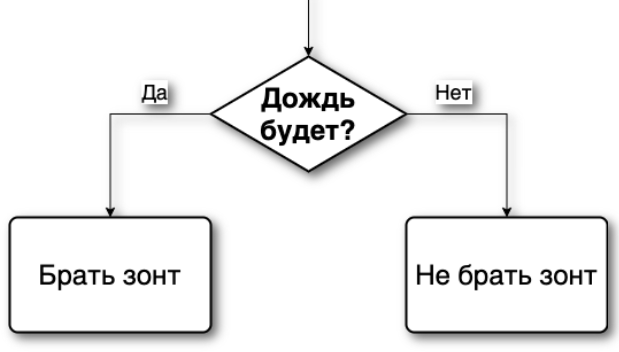 Да
Нет
Дождь
будет?
Брать зонт
Не брать зонт